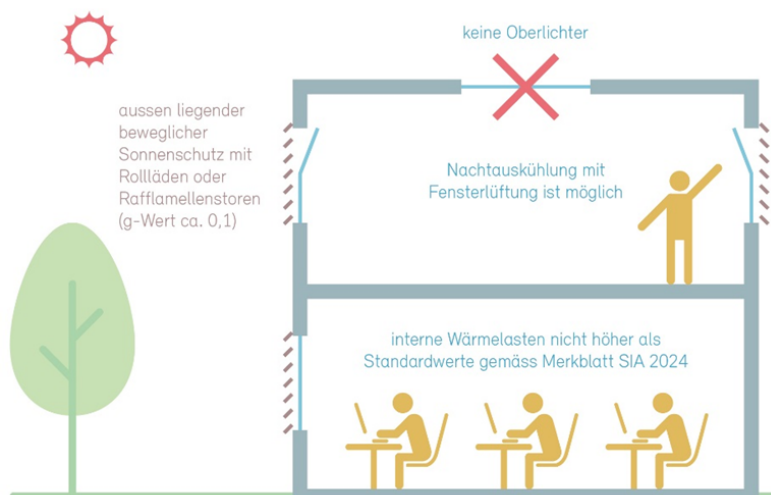 keine Oberlichter
aussen liegender
beweglicher
Sonnenschutz mit
Rollläden oder
Rafflamellenstoren
(g-Wert ca. 0,1)
Nachtauskühlung mit
Fensterlüftung ist möglich
interne Wärmelasten nicht höher als
Standardwerte gemäss Merkblatt SIA 2024